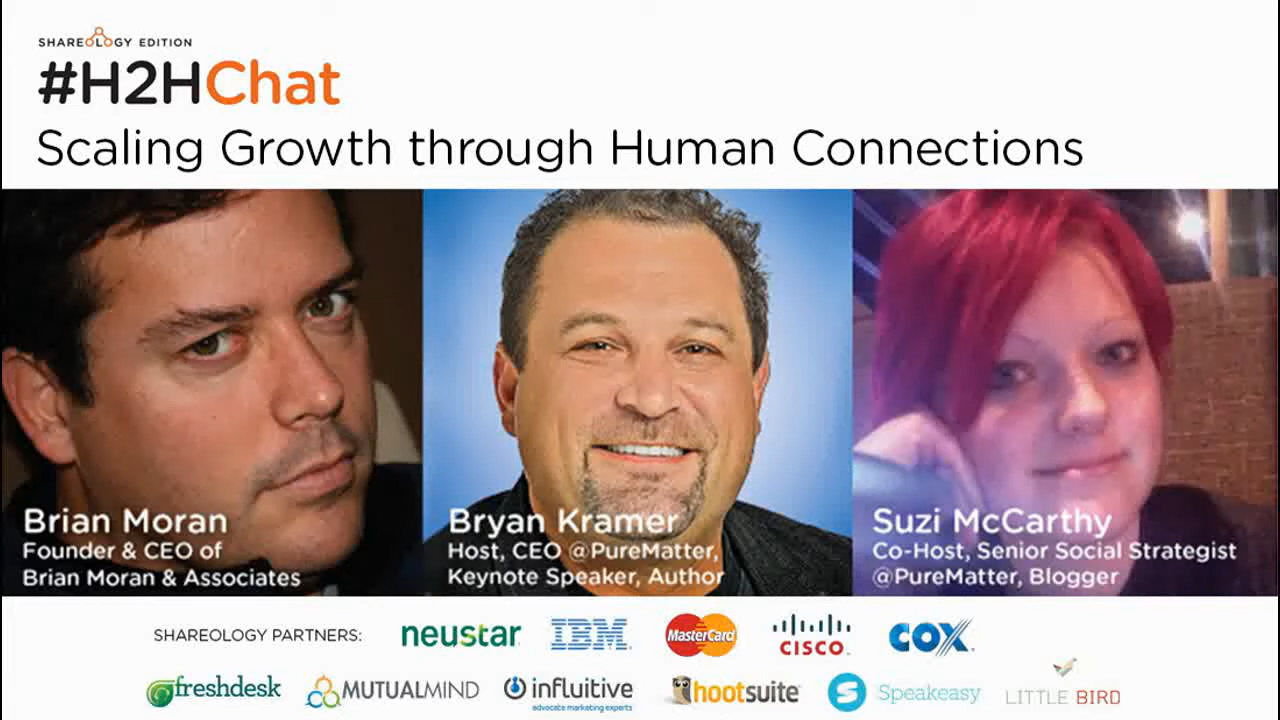 SHAREOLOGY EDITION
#H2HChat
Scaling Growth through Human Connections
Brian Moran
Founder & CEO of
Brian Moran & Associates
Bryan Kramer
Host, CEO @PureMatter,
Keynote Speaker, Author
Suzi McCarthy
Co-Host, Senior Social Strategist
@PureMatter, Blogger
SHAREOLOGY PARTNERS: neustar IBM MasterCard CISCO COX
freshdesk MUTUALMIND influitive hootsuite S Speakeasy LITTLE BIRD
advocate marketing experts